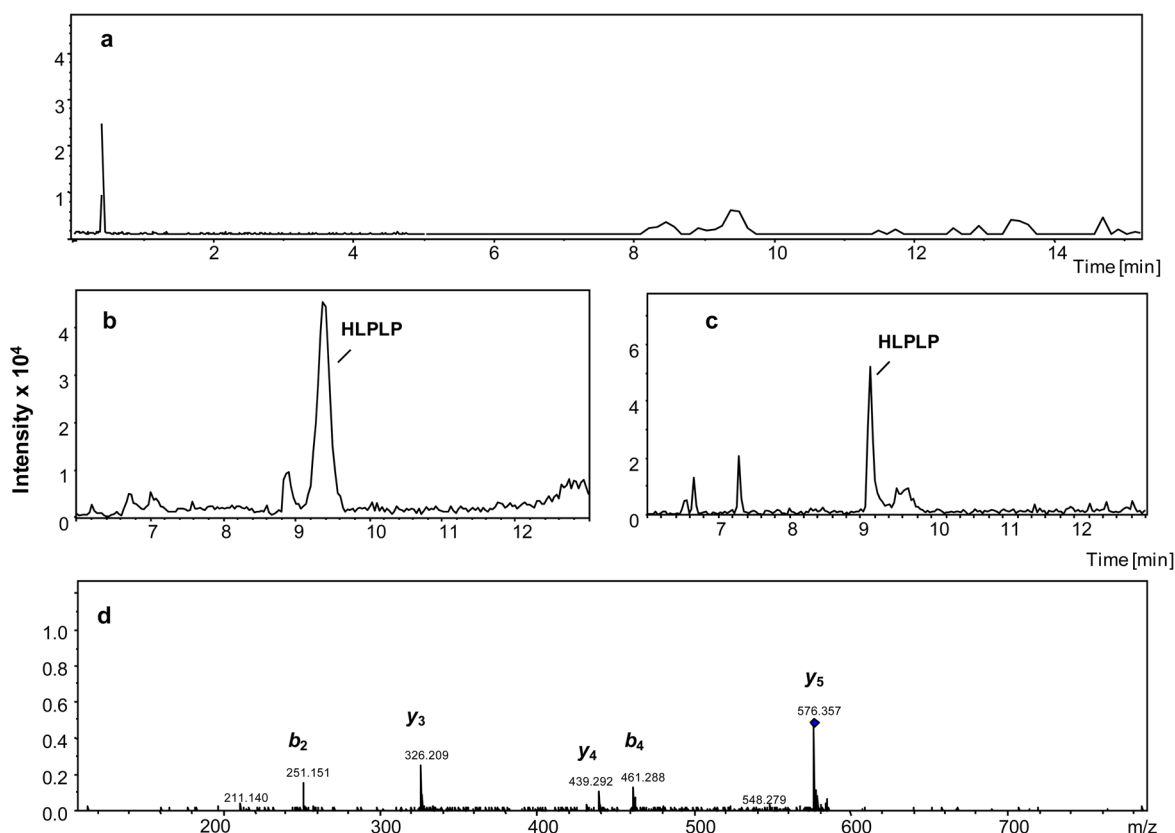 a
4
3
2
1
2 4 6 8 10 12 14
Time [min]
b
HLPLP
4
3
2
1
0
7 8 9 10 11 12
c
HLPLP
6
4
2
0
7 8 9 10 11 12
Time [min]
Intensity x 10⁴
d
1.0
0.8
0.6
0.4
0.2
0.0
y₅
576.357
y₃
326.209
b₂
251.151
y₄
439.292
b₄
461.288
211.140
548.279
200 300 400 500 600 700 m/z